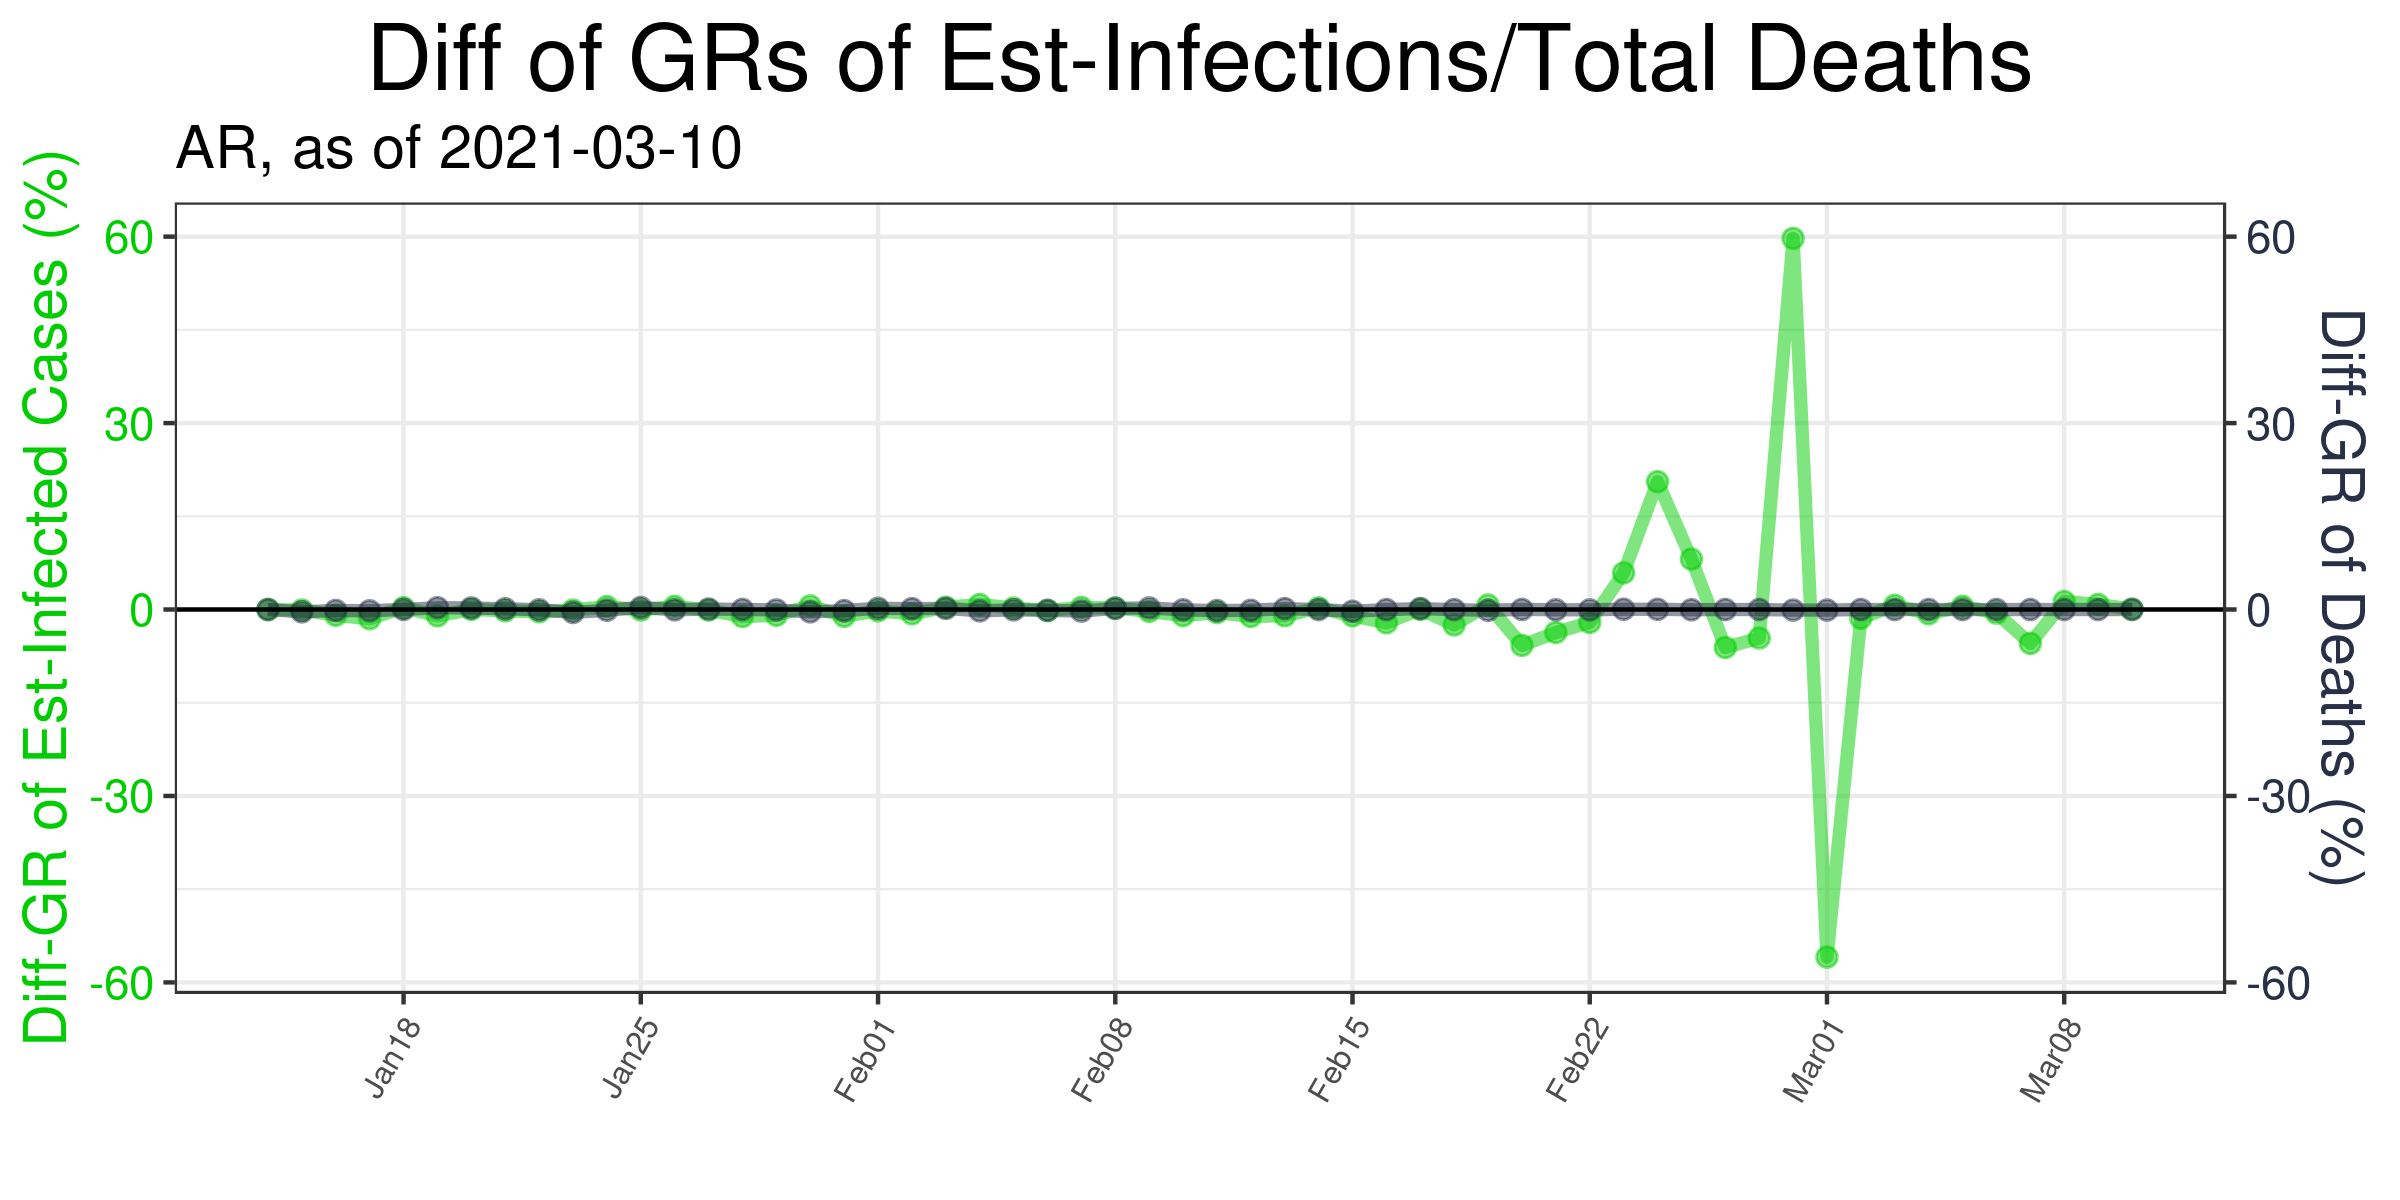 Diff of GRs of Est-Infections/Total Deaths
AR, as of 2021-03-10
Diff-GR of Est-Infected Cases (%)
60
30
0
-30
-60
60
30
0
-30
-60
Diff-GR of Deaths (%)
Jan18
Jan25
Feb01
Feb08
Feb15
Feb22
Mar01
Mar08